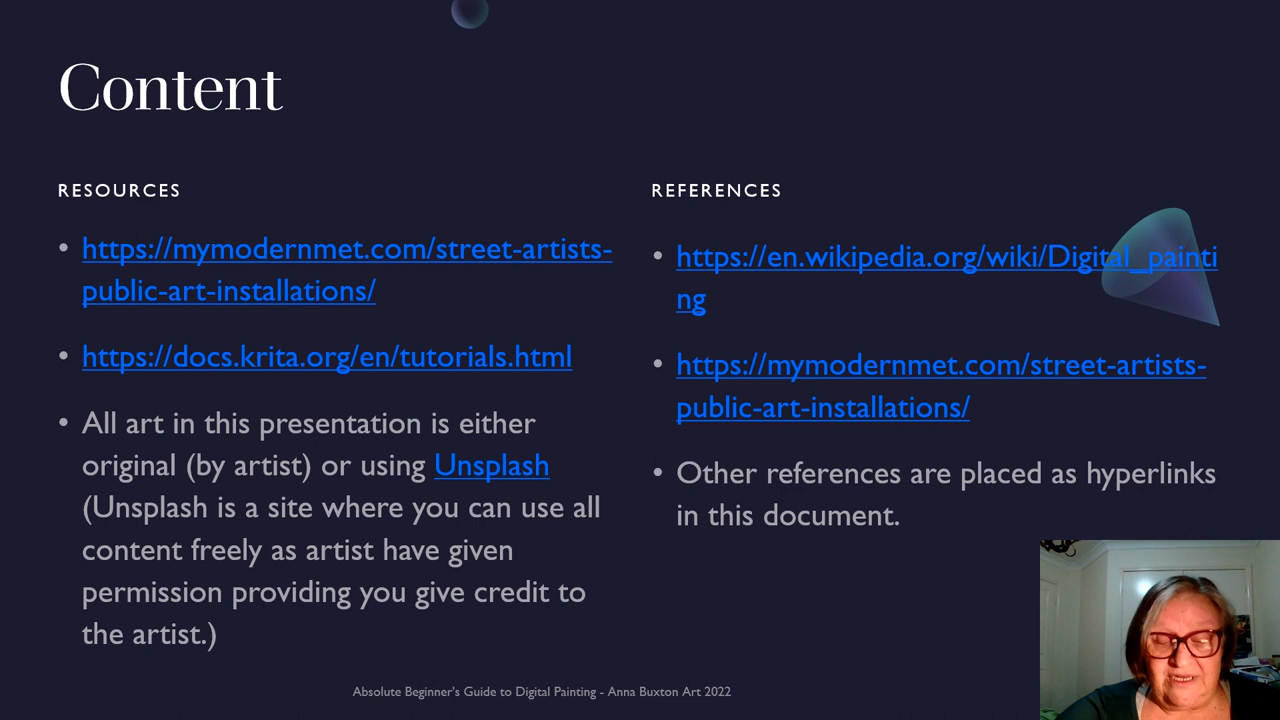 Content
RESOURCES
https://mymodernmet.com/street-artists-
public-art-installations/
https://docs.krita.org/en/tutorials.html
All art in this presentation is either
original (by artist) or using Unsplash
(Unsplash is a site where you can use all
content freely as artist have given
permission providing you give credit to
the artist.)
REFERENCES
https://en.wikipedia.org/wiki/Digital_painti
ng
https://mymodernmet.com/street-artists-
public-art-installations/
Other references are placed as hyperlinks
in this document.
Absolute Beginner's Guide to Digital Painting - Anna Buxton Art 2022